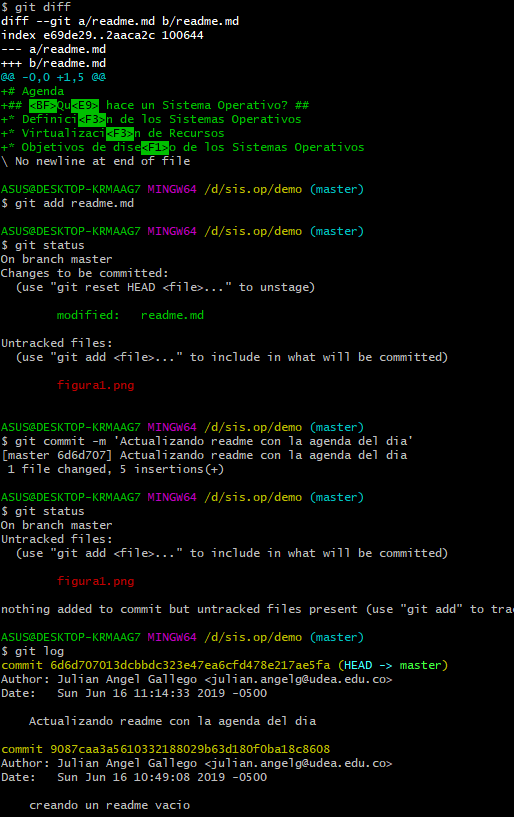 $ git diff
diff --git a/readme.md b/readme.md
index e69de29..2aaca2c 100644
--- a/readme.md
+++ b/readme.md
@@ -0,0 +1,5 @@
+# Agenda
+## <BF>Qu<E9> hace un Sistema Operativo? ##
+* Definici<F3>n de los Sistemas Operativos
+* Virtualizaci<F3>n de Recursos
+* Objetivos de dise<F1>o de los Sistemas Operativos
\ No newline at end of file
ASUS@DESKTOP-KRMAAG7 MINGW64 /d/sis.op/demo (master)
$ git add readme.md
ASUS@DESKTOP-KRMAAG7 MINGW64 /d/sis.op/demo (master)
$ git status
On branch master
Changes to be committed:
  (use "git reset HEAD <file>..." to unstage)
        modified:   readme.md
Untracked files:
  (use "git add <file>..." to include in what will be committed)
        figura1.png
ASUS@DESKTOP-KRMAAG7 MINGW64 /d/sis.op/demo (master)
$ git commit -m 'Actualizando readme con la agenda del dia'
[master 6d6d707] Actualizando readme con la agenda del dia
 1 file changed, 5 insertions(+)
ASUS@DESKTOP-KRMAAG7 MINGW64 /d/sis.op/demo (master)
$ git status
On branch master
Untracked files:
  (use "git add <file>..." to include in what will be committed)
        figura1.png
nothing added to commit but untracked files present (use "git add" to trac
ASUS@DESKTOP-KRMAAG7 MINGW64 /d/sis.op/demo (master)
$ git log
commit 6d6d707013dcbbdc323e47ea6cfd478e217ae5fa (HEAD -> master)
Author: Julian Angel Gallego <julian.angelg@udea.edu.co>
Date:   Sun Jun 16 11:14:33 2019 -0500
    Actualizando readme con la agenda del dia
commit 9087caa3a5610332188029b63d180f0ba18c8608
Author: Julian Angel Gallego <julian.angelg@udea.edu.co>
Date:   Sun Jun 16 10:49:08 2019 -0500
    creando un readme vacio